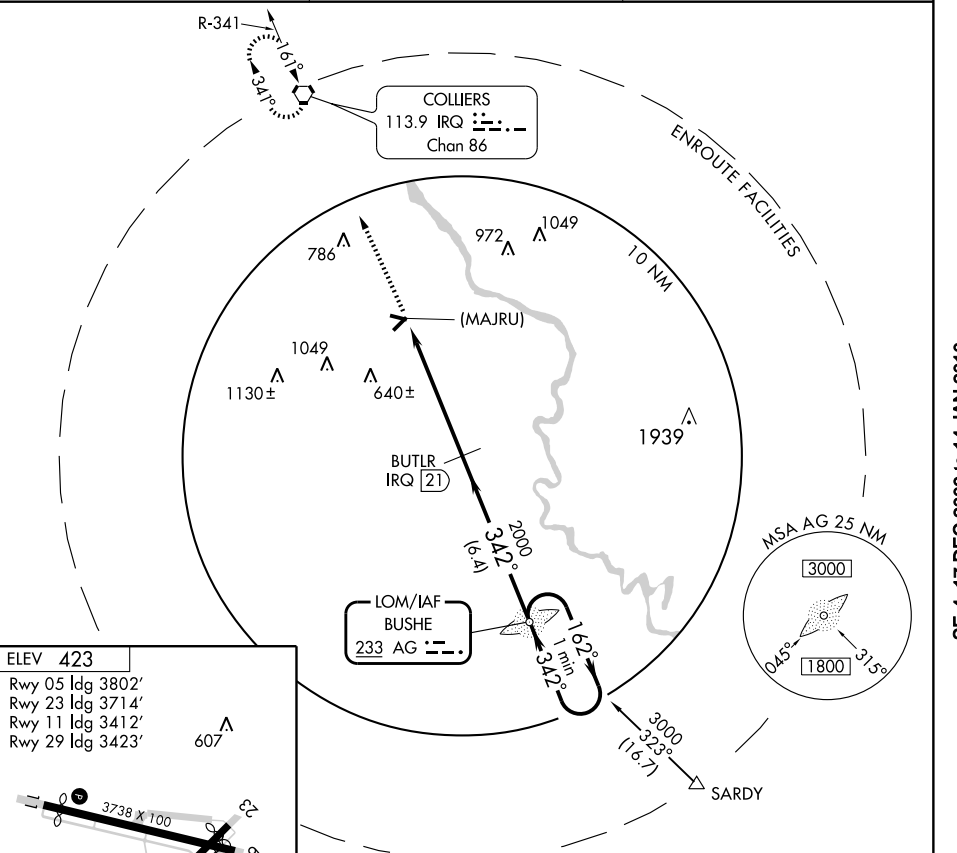 R-341
161°
341°
COLLIERS
113.9 IRQ
Chan 86
ENROUTE FACILITIES
10 NM
786
972
1049
(MAJRU)
1049
1130±
640±
1939
BUTLR
IRQ 21
2000
342°
(6.4)
LOM/IAF
BUSHE
233 AG
162°
1 min
342°
MSA AG 25 NM
3000
045°
1800
315°
3000
323°
(16.7)
SARDY
ELEV 423
Rwy 05 ldg 3802'
Rwy 23 ldg 3714'
Rwy 11 ldg 3412'
Rwy 29 ldg 3423'
607
11
P
3738 X 100
23